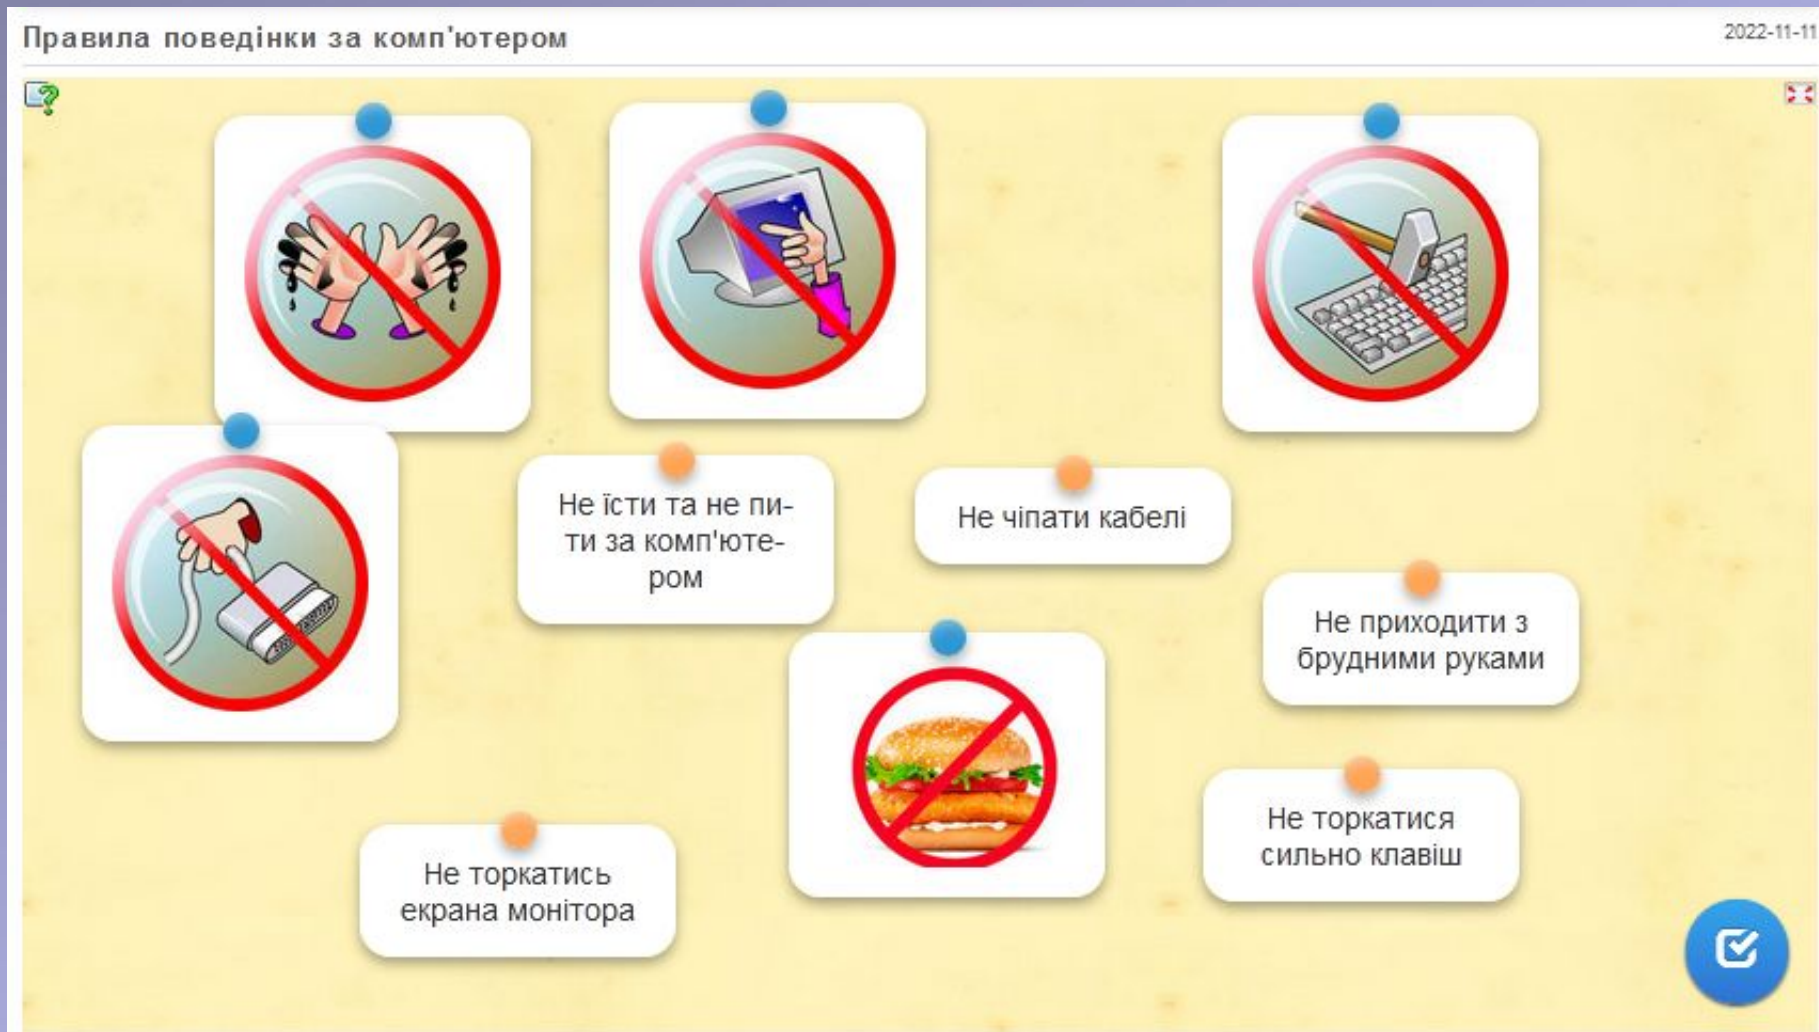 Правила поведінки за комп'ютером
2022-11-11
Не їсти та не пи-
ти за комп'юте-
ром
Не чіпати кабелі
Не приходити з
брудними руками
Не торкатися
сильно клавіш
Не торкатись
екрана монітора